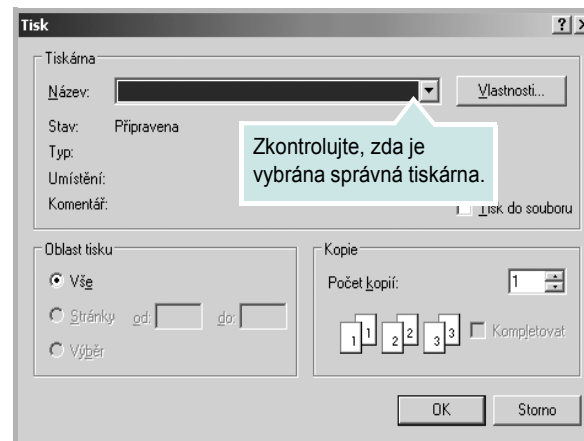 Tisk
Tiskárna
Název:
Vlastnosti...
Stav: Připravena
Typ:
Umístění:
Komentář:
Zkontrolujte, zda je
vybrána správná tiskárna.
Tisk do souboru
Oblast tisku
Vše
Stránky od: do:
Výběr
Kopie
Počet kopií: 1
1 1 2 2 3 3
Kompletovat
OK Storno